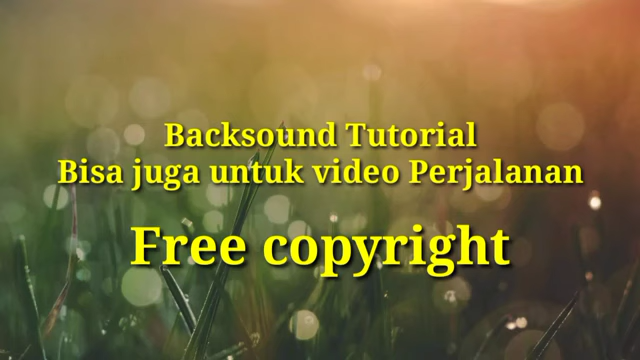 Backsound Tutorial
Bisa juga untuk video Perjalanan
Free copyright